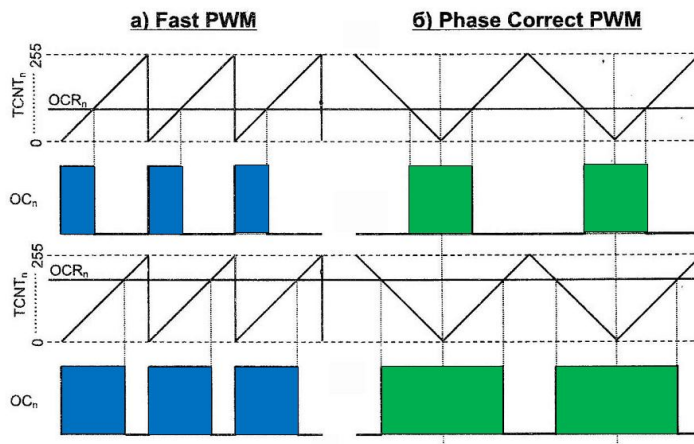 а) Fast PWM
б) Phase Correct PWM
0 ........ TCNTn 255
OCRn
OCn
0 ........ TCNTn 255
OCRn
OCn